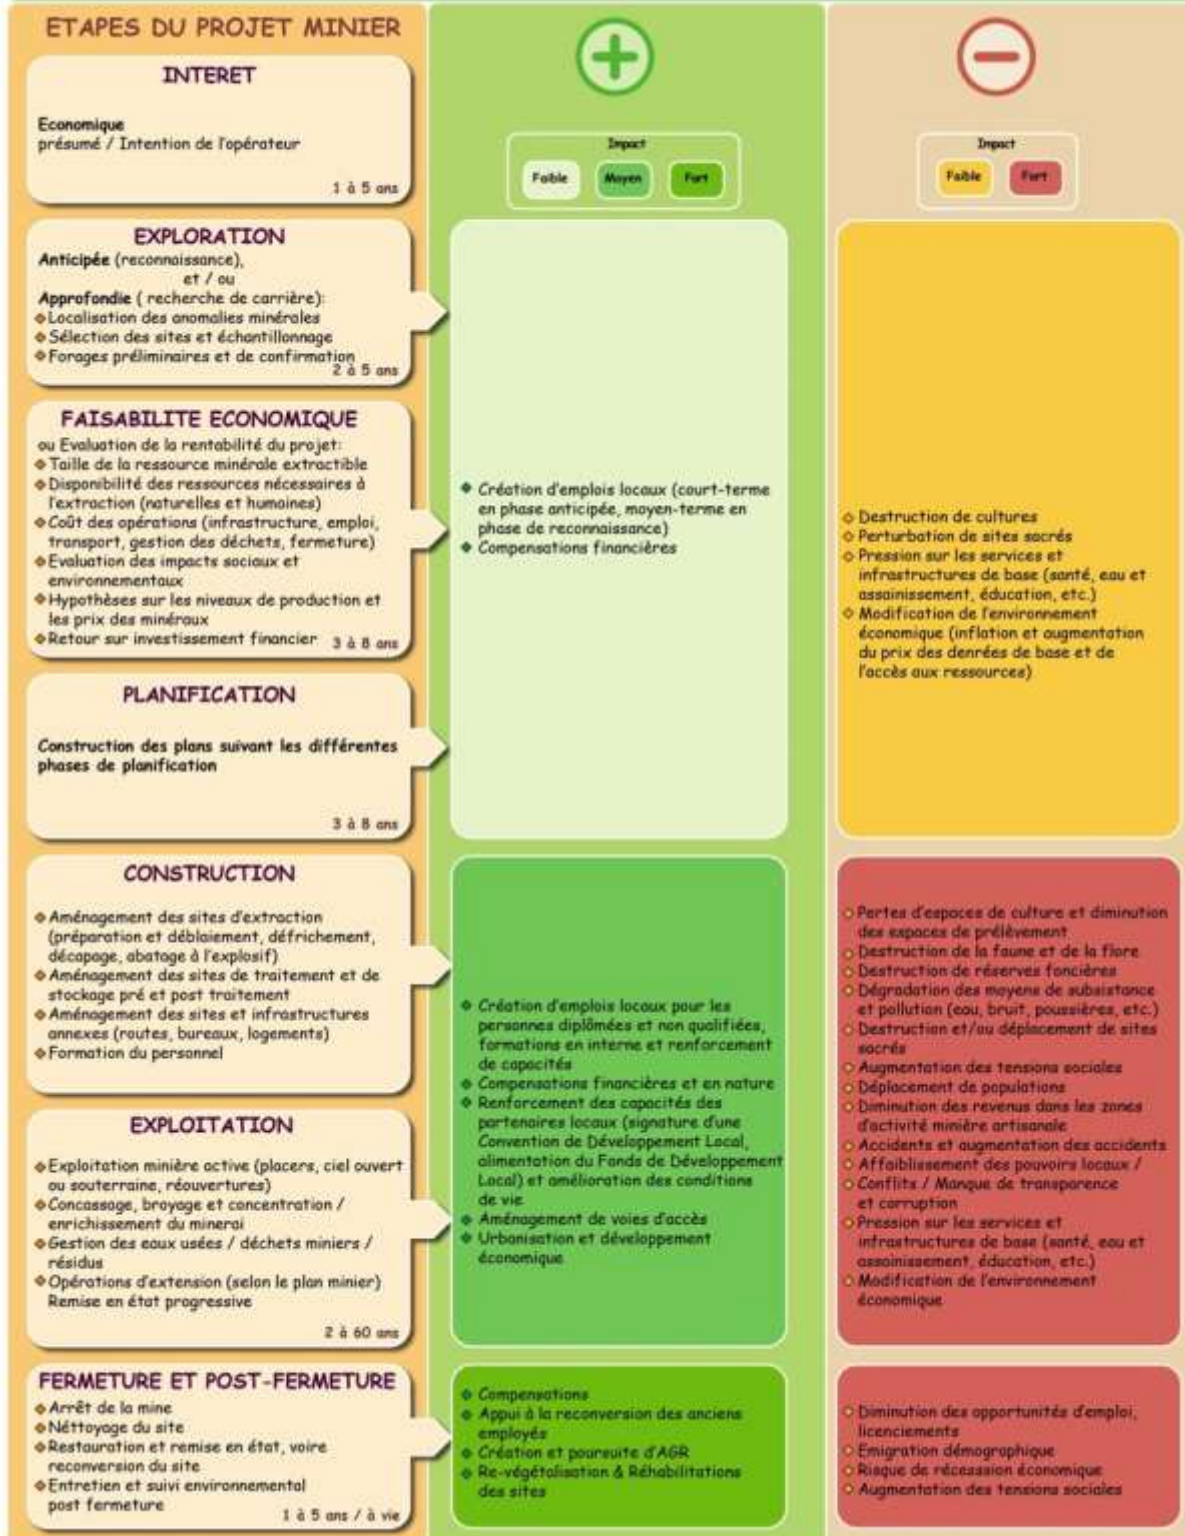 ETAPES DU PROJET MINIER
INTERET
Economique
présumé / Intention de l'opérateur
1 à 5 ans
EXPLORATION
Anticipée (reconnaissance),
et / ou
Approfondie ( recherche de carrière):
Localisation des anomalies minérales
Sélection des sites et échantillonnage
Forages préliminaires et de confirmation
2 à 5 ans
FAISABILITE ECONOMIQUE
ou Evaluation de la rentabilité du projet:
Taille de la ressource minérale extractible
Disponibilité des ressources nécessaires à
l'extraction (naturelles et humaines)
Coût des opérations (infrastructure, emploi,
transport, gestion des déchets, fermeture)
Evaluation des impacts sociaux et
environnementaux
Hypothèses sur les niveaux de production et
les prix des minéraux
Retour sur investissement financier
3 à 8 ans
PLANIFICATION
Construction des plans suivant les différentes
phases de planification
3 à 8 ans
CONSTRUCTION
Aménagement des sites d'extraction
(préparation et déblaiement, défrichement,
décapage, abatage à l'explosif)
Aménagement des sites de traitement et de
stockage pré et post traitement
Aménagement des sites et infrastructures
annexes (routes, bureaux, logements)
Formation du personnel
EXPLOITATION
Exploitation minière active (placers, ciel ouvert
ou souterraine, réouvertures)
Concassage, broyage et concentration /
enrichissement du minerai
Gestion des eaux usées / déchets miniers /
résidus
Opérations d'extension (selon le plan minier)
Remise en état progressive
2 à 60 ans
FERMETURE ET POST-FERMETURE
Arrêt de la mine
Néttoyage du site
Restauration et remise en état, voire
reconversion du site
Entretien et suivi environmental
post fermeture
1 à 5 ans / à vie
Impact
Faible
Moyen
Fort
Création d'emplois locaux (court-terme
en phase anticipée, moyen-terme en
phase de reconnaissance)
Compensations financières
Création d'emplois locaux pour les
personnes diplômées et non qualifiées,
formations en interne et renforcement
de capacités
Compensations financières et en nature
Renforcement des capacités des
partenaires locaux (signature d'une
Convention de Développement Local,
alimentation du Fonds de Développement
Local) et amélioration des conditions
de vie
Aménagement de voies d'accès
Urbanisation et développement
économique
Compensations
Appui à la reconversion des anciens
employés
Création et poursuite d'AGR
Re-végétalisation & Réhabilitations
des sites
Impact
Faible
Fort
Destruction de cultures
Perturbation de sites sacrés
Pression sur les services et
infrastructures de base (santé, eau et
assainissement, éducation, etc.)
Modification de l'environnement
économique (inflation et augmentation
du prix des denrées de base et de
l'accès aux ressources)
Pertes d'espaces de culture et diminution
des espaces de prélèvement
Destruction de la faune et de la flore
Destruction de réserves foncières
Dégradation des moyens de subsistance
et pollution (eau, bruit, poussières, etc.)
Destruction et/ou déplacement de sites
sacrés
Augmentation des tensions sociales
Déplacement de populations
Diminution des revenus dans les zones
d'activité minière artisanale
Accidents et augmentation des accidents
Affaiblissement des pouvoirs locaux /
Conflits / Manque de transparence
et corruption
Pression sur les services et
infrastructures de base (santé, eau et
assainissement, éducation, etc.)
Modification de l'environnement
économique
Diminution des opportunités d'emploi,
licenciements
Emigration démographique
Risque de récession économique
Augmentation des tensions sociales